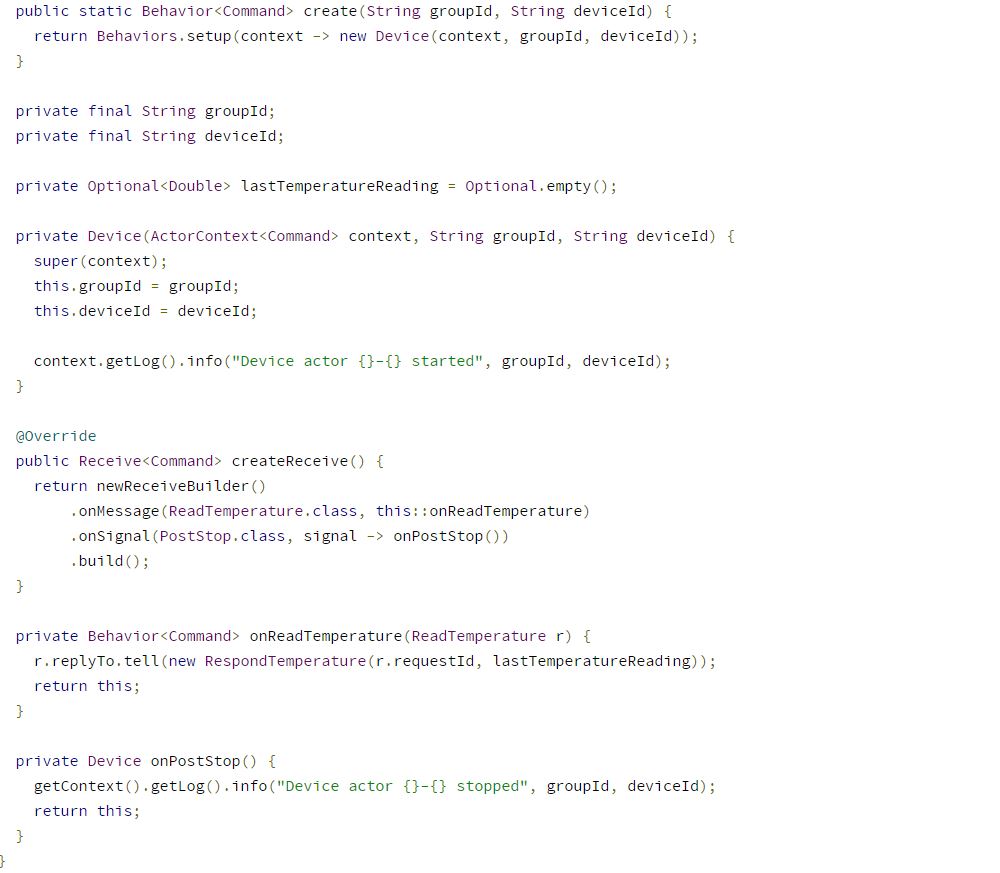 public static Behavior<Command> create(String groupId, String deviceId) {
return Behaviors.setup(context -> new Device(context, groupId, deviceId));
}
private final String groupId;
private final String deviceId;
private Optional<Double> lastTemperatureReading = Optional.empty();
private Device(ActorContext<Command> context, String groupId, String deviceId) {
super(context);
this.groupId = groupId;
this.deviceId = deviceId;
context.getLog().info("Device actor {}-{} started", groupId, deviceId);
}
@Override
public Receive<Command> createReceive() {
return newReceiveBuilder()
.onMessage(ReadTemperature.class, this::onReadTemperature)
.onSignal(PostStop.class, signal -> onPostStop())
.build();
}
private Behavior<Command> onReadTemperature(ReadTemperature r) {
r.replyTo.tell(new RespondTemperature(r.requestId, lastTemperatureReading));
return this;
}
private Device onPostStop() {
getContext().getLog().info("Device actor {}-{} stopped", groupId, deviceId);
return this;
}
}